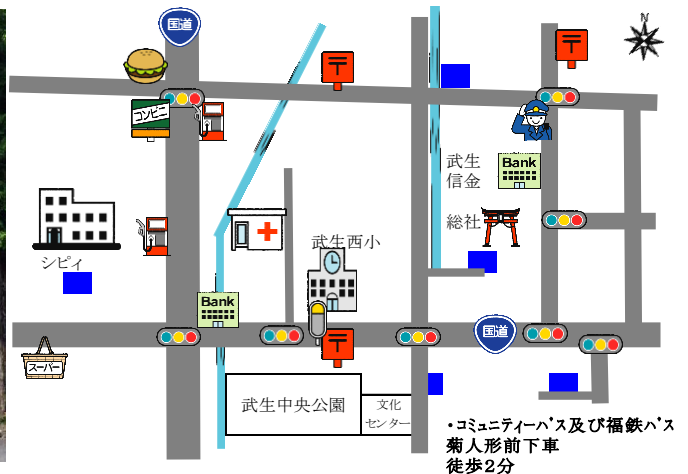 国道
N
コンビニ
武生
信金
Bank
総社
武生西小
シピィ
Bank
国道
スーパー
武生中央公園
文化
センター
・コミュニティーバス及び福鉄バス
菊人形前下車
徒歩2分